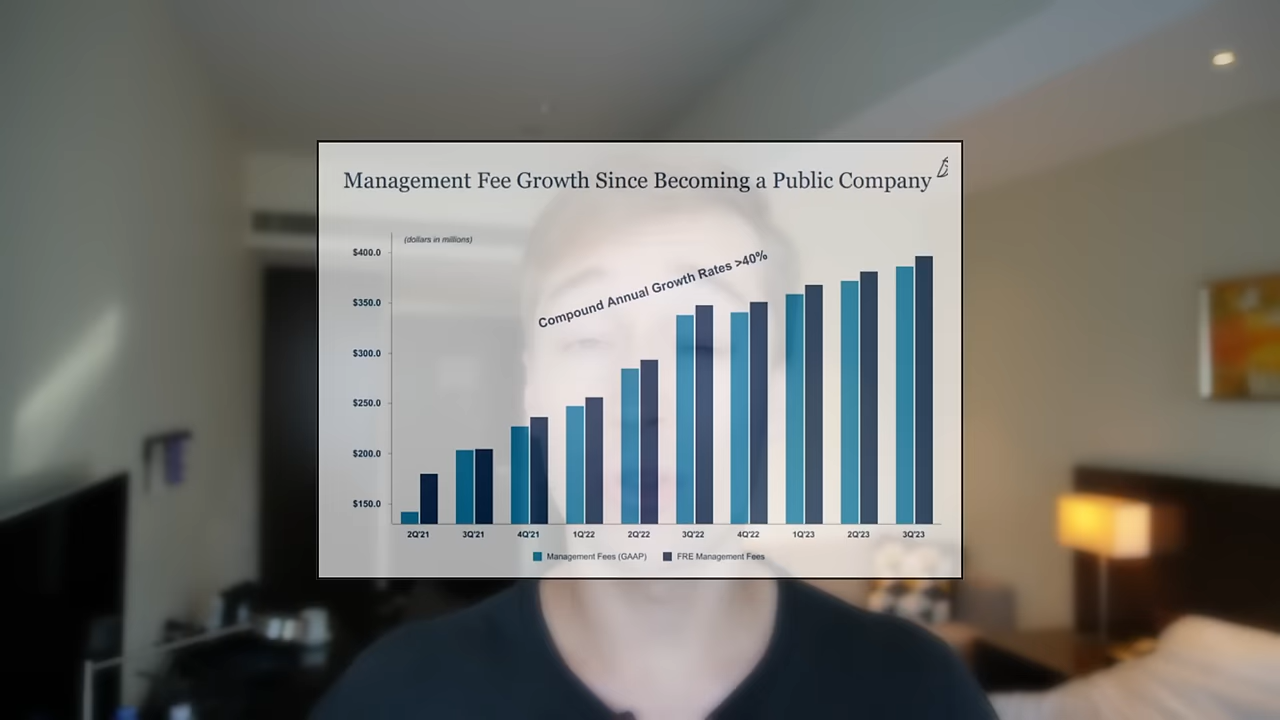 Management Fee Growth Since Becoming a Public Company
(dollars in millions)
$400.0
$350.0
$300.0
$250.0
$200.0
$150.0
Compound Annual Growth Rates >40%
2Q'21 3Q'21 4Q'21 1Q'22 2Q'22 3Q'22 4Q'22 1Q'23 2Q'23 3Q'23
Management Fees (GAAP) FRE Management Fees